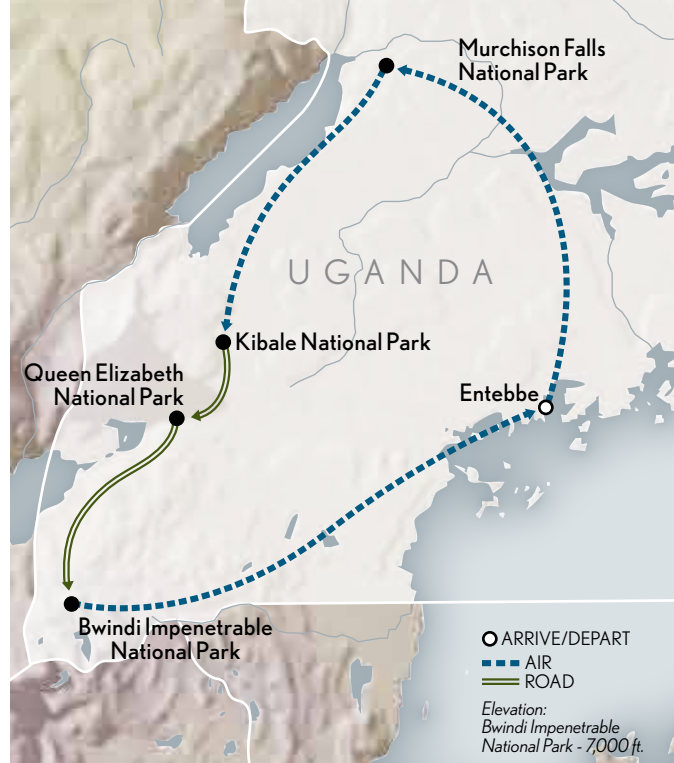 Murchison Falls
National Park
UGANDA
Kibale National Park
Queen Elizabeth
National Park
Entebbe
Bwindi Impenetrable
National Park
ARRIVE/DEPART
AIR
ROAD
Elevation:
Bwindi Impenetrable
National Park - 7,000 ft.